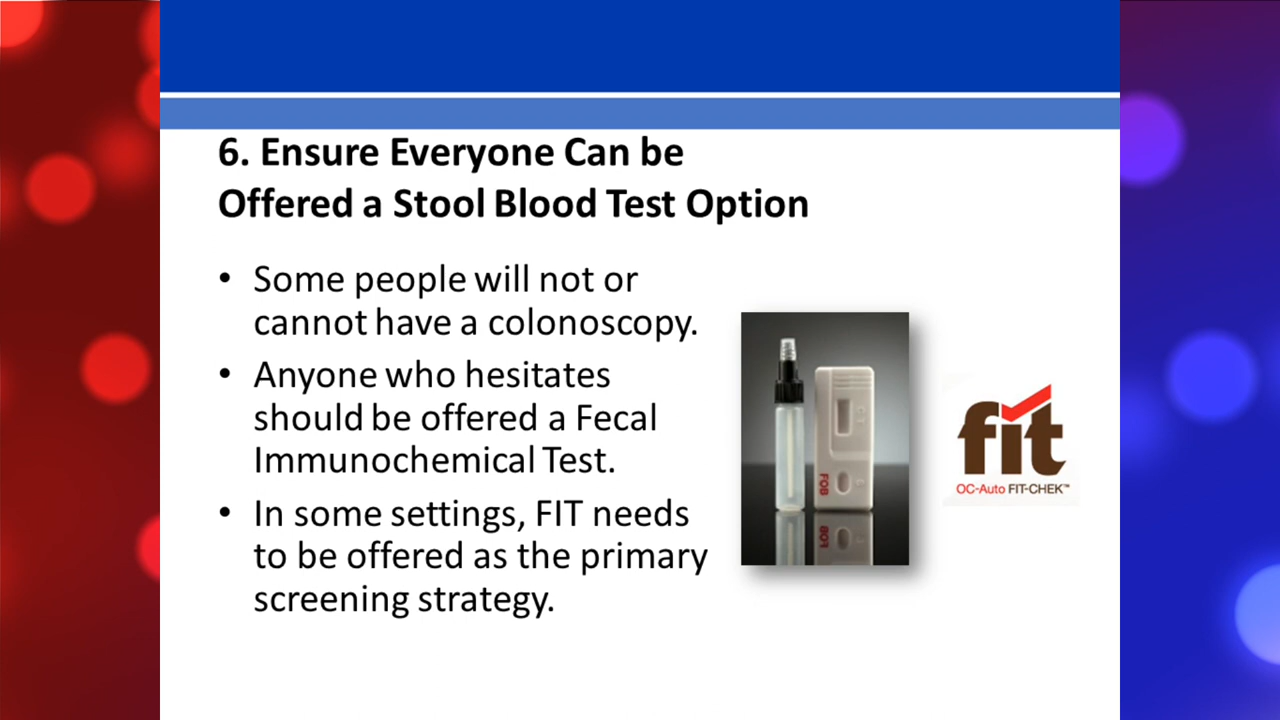 6. Ensure Everyone Can be
Offered a Stool Blood Test Option
• Some people will not or
cannot have a colonoscopy.
• Anyone who hesitates
should be offered a Fecal
Immunochemical Test.
• In some settings, FIT needs
to be offered as the primary
screening strategy.
FOB
fit
OC-Auto FIT-CHEK™